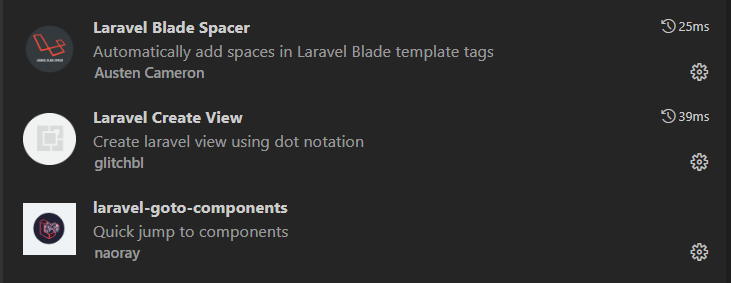 Laravel Blade Spacer
25ms
Automatically add spaces in Laravel Blade template tags
Austen Cameron
Laravel Create View
39ms
Create laravel view using dot notation
glitchbl
laravel-goto-components
Quick jump to components
naoray